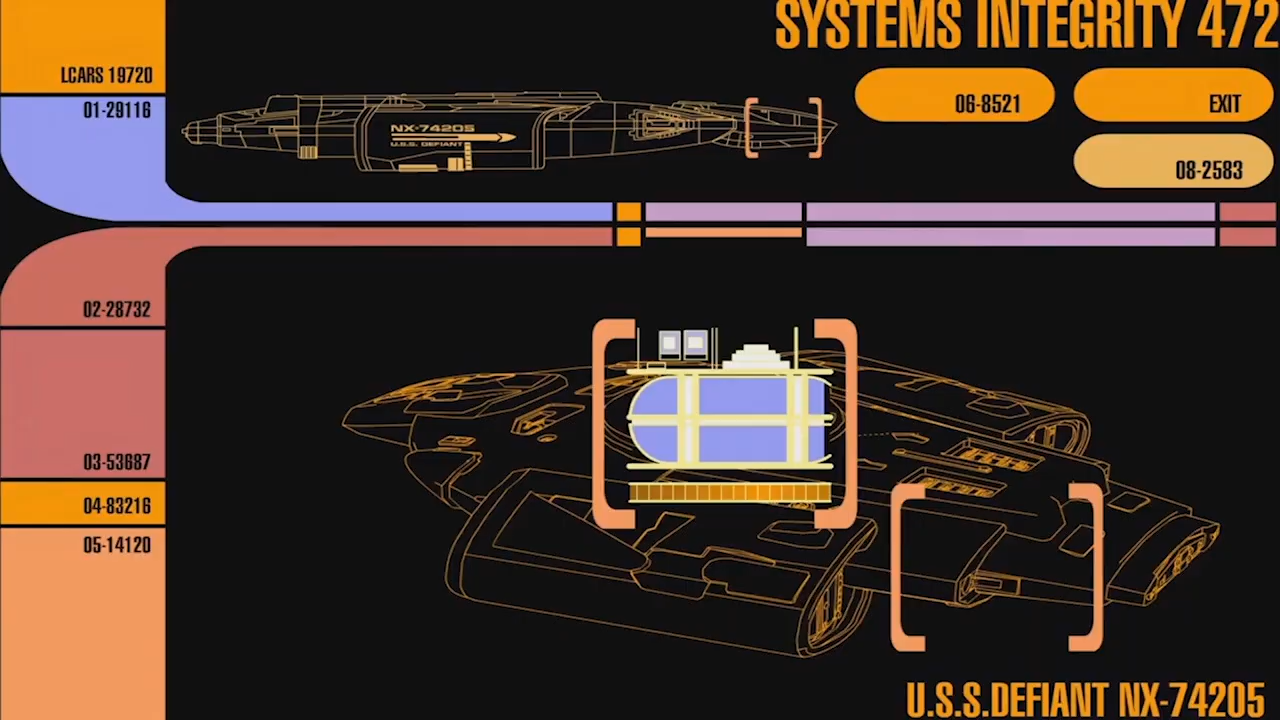 SYSTEMS INTEGRITY 472
LCARS 19720
01-29116
06-8521
EXIT
08-2583
NX-74205
U.S.S. DEFIANT
02-28732
03-53687
04-83216
05-14120
U.S.S.DEFIANT NX-74205